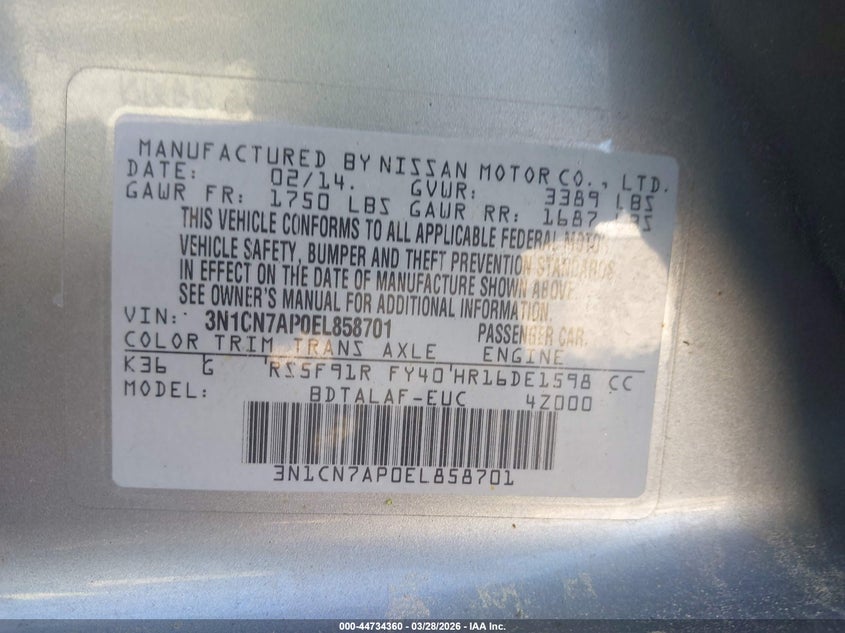 MANUFACTURED BY NISSAN MOTOR CO., LTD.
DATE: 02/14. GVWR: 3389 LBS
GAWR FR: 1750 LBS GAWR RR: 1687 LBS
THIS VEHICLE CONFORMS TO ALL APPLICABLE FEDERAL MOTOR
VEHICLE SAFETY, BUMPER AND THEFT PREVENTION STANDARDS
IN EFFECT ON THE DATE OF MANUFACTURE SHOWN ABOVE.
SEE OWNER'S MANUAL FOR ADDITIONAL INFORMATION.
VIN: 3N1CN7AP0EL858701 PASSENGER CAR.
COLOR TRIM TRANS AXLE ENGINE
K36 G RS5F91R FY40 HR16DE1598 CC
MODEL: BDTALAF-EUC 4Z000
3N1CN7AP0EL858701
000-44734360 — 03/28/2026 — IAA Inc.